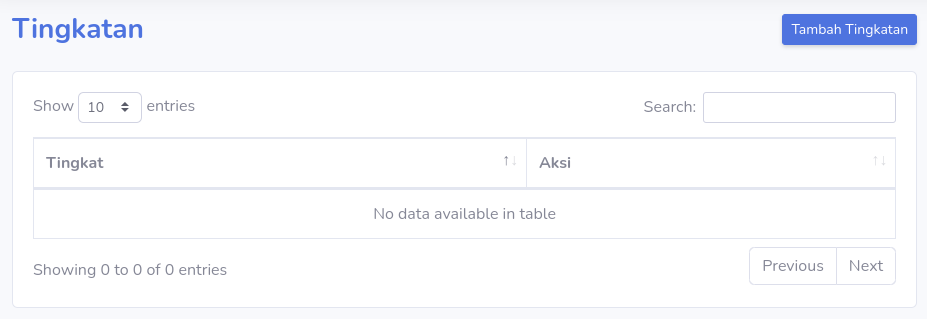 Tingkatan
Tambah Tingkatan
Show 10 entries
Search:
Tingkat
Aksi
No data available in table
Showing 0 to 0 of 0 entries
Previous
Next